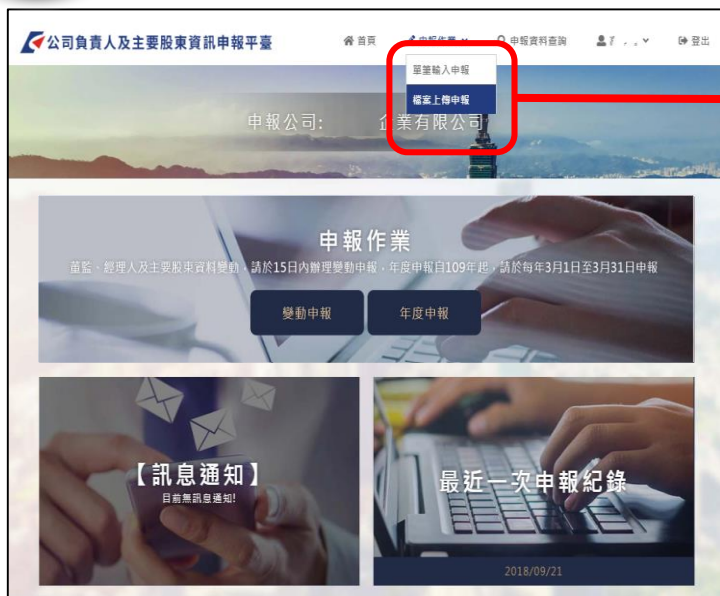 公司負責人及主要股東資訊申報平臺
首頁
申報作業
申報資料查詢
登出
單筆輸入申報
檔案上傳申報
申報公司: 企業有限公司
申報作業
董監、經理人及主要股東資料變動，請於15日內辦理變動申報，年度申報自109年起，請於每年3月1日至3月31日申報
變動申報
年度申報
【訊息通知】
目前無訊息通知!
最近一次申報紀錄
2018/09/21